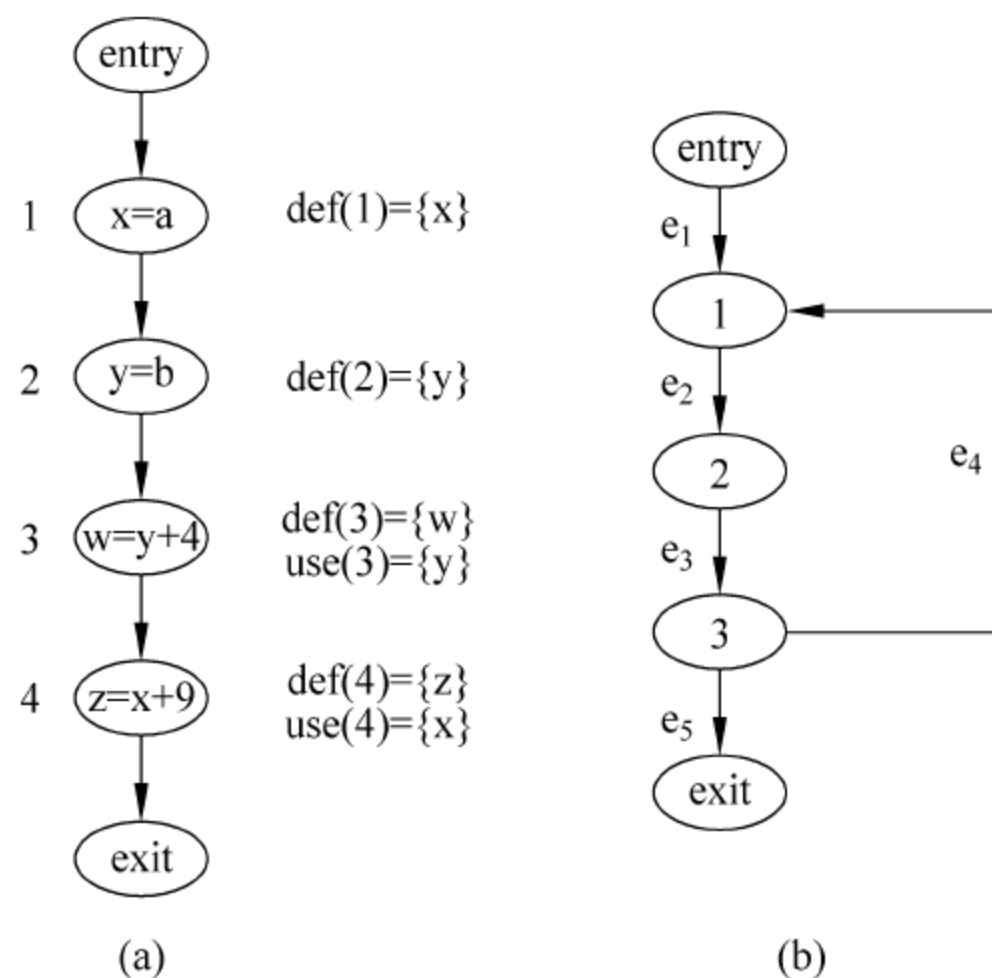 entry
1
x=a
def(1)={x}
2
y=b
def(2)={y}
3
w=y+4
def(3)={w}
use(3)={y}
4
z=x+9
def(4)={z}
use(4)={x}
exit
(a)
entry
e₁
1
e₂
2
e₄
e₃
3
e₅
exit
(b)